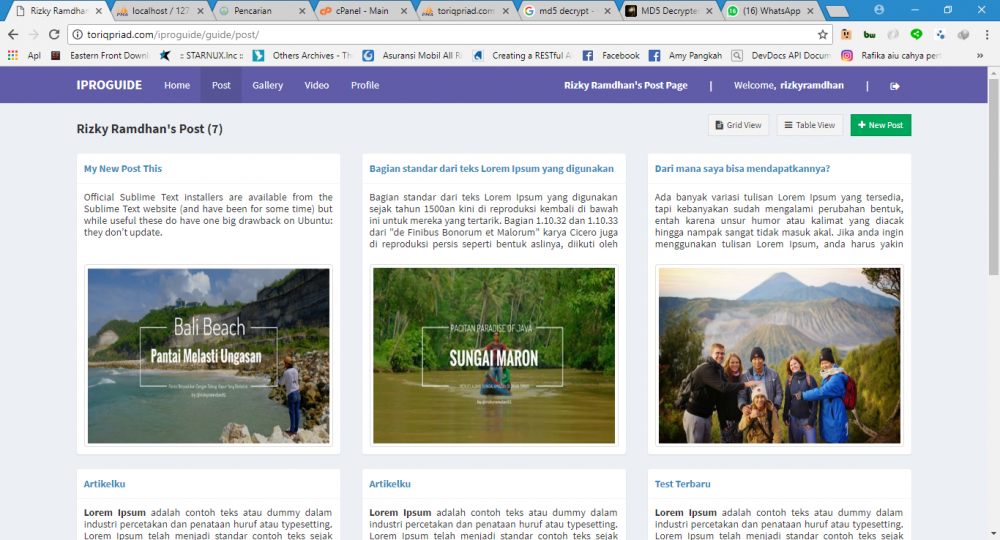 Rizky Ramdhan
localhost / 127
Pencarian
cPanel - Main
toriqpriad.com
md5 decrypt -
MD5 Decrypter
(16) WhatsApp
toriqpriad.com/iproguide/guide/post/
Apl
Eastern Front Downl
:: STARNUX.Inc ::
Others Archives - Th
Asuransi Mobil All R
Creating a RESTful A
Facebook
Amy Pangkah
DevDocs API Docum
Rafika aiu cahya per
»
IPROGUIDE
Home
Post
Gallery
Video
Profile
Rizky Ramdhan's Post Page
|
Welcome, rizkyramdhan
|
Rizky Ramdhan's Post (7)
Grid View
Table View
New Post
My New Post This
Official Sublime Text installers are available from the
Sublime Text website (and have been for some time) but
while useful these do have one big drawback on Ubuntu:
they don't update.
Bali Beach
Pantai Melasti Ungasan
Bagian standar dari teks Lorem Ipsum yang digunakan
Bagian standar dari teks Lorem Ipsum yang digunakan
sejak tahun 1500an kini di reproduksi kembali di bawah
ini untuk mereka yang tertarik. Bagian 1.10.32 dan 1.10.33
dari "de Finibus Bonorum et Malorum" karya Cicero juga
di reproduksi persis seperti bentuk aslinya, diikuti oleh
PACITAN PARADISE OF JAVA
SUNGAI MARON
Dari mana saya bisa mendapatkannya?
Ada banyak variasi tulisan Lorem Ipsum yang tersedia,
tapi kebanyakan sudah mengalami perubahan bentuk,
entah karena unsur humor atau kalimat yang diacak
hingga nampak sangat tidak masuk akal. Jika anda ingin
menggunakan tulisan Lorem Ipsum, anda harus yakin
Artikelku
Lorem Ipsum adalah contoh teks atau dummy dalam
industri percetakan dan penataan huruf atau typesetting.
Lorem Ipsum telah menjadi standar contoh teks sejak
Artikelku
Lorem Ipsum adalah contoh teks atau dummy dalam
industri percetakan dan penataan huruf atau typesetting.
Lorem Ipsum telah menjadi standar contoh teks sejak
Test Terbaru
Lorem Ipsum adalah contoh teks atau dummy dalam
industri percetakan dan penataan huruf atau typesetting.
Lorem Ipsum telah menjadi standar contoh teks sejak